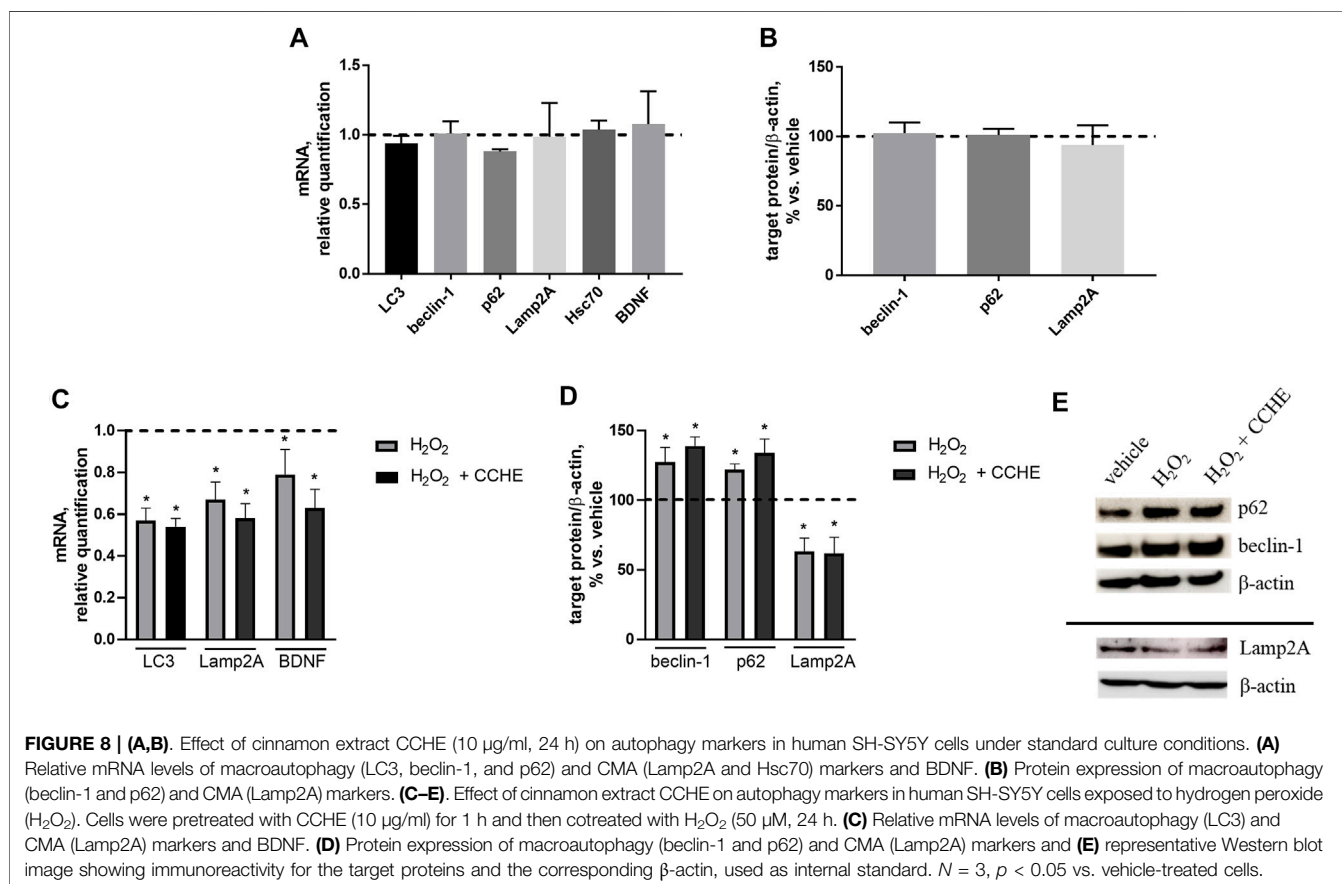 A
mRNA,
relative quantification
1.5
1.0
0.5
0.0
LC3
beclin-1
p62
Lamp2A
Hsc70
BDNF
B
target protein/β-actin,
% vs. vehicle
150
100
50
0
beclin-1
p62
Lamp2A
C
mRNA,
relative quantification
1.0
0.8
0.6
0.4
0.2
0.0
* * * * * *
LC3
Lamp2A
BDNF
H₂O₂
H₂O₂ + CCHE
D
target protein/β-actin,
% vs. vehicle
150
100
50
0
* * * * * *
beclin-1
p62
Lamp2A
H₂O₂
H₂O₂ + CCHE
E
vehicle
H₂O₂
H₂O₂ + CCHE
p62
beclin-1
β-actin
Lamp2A
β-actin
FIGURE 8 | (A,B). Effect of cinnamon extract CCHE (10 µg/ml, 24 h) on autophagy markers in human SH-SY5Y cells under standard culture conditions. (A)
Relative mRNA levels of macroautophagy (LC3, beclin-1, and p62) and CMA (Lamp2A and Hsc70) markers and BDNF. (B) Protein expression of macroautophagy
(beclin-1 and p62) and CMA (Lamp2A) markers. (C–E). Effect of cinnamon extract CCHE on autophagy markers in human SH-SY5Y cells exposed to hydrogen peroxide
(H₂O₂). Cells were pretreated with CCHE (10 µg/ml) for 1 h and then cotreated with H₂O₂ (50 µM, 24 h. (C) Relative mRNA levels of macroautophagy (LC3) and
CMA (Lamp2A) markers and BDNF. (D) Protein expression of macroautophagy (beclin-1 and p62) and CMA (Lamp2A) markers and (E) representative Western blot
image showing immunoreactivity for the target proteins and the corresponding β-actin, used as internal standard. N = 3, p < 0.05 vs. vehicle-treated cells.